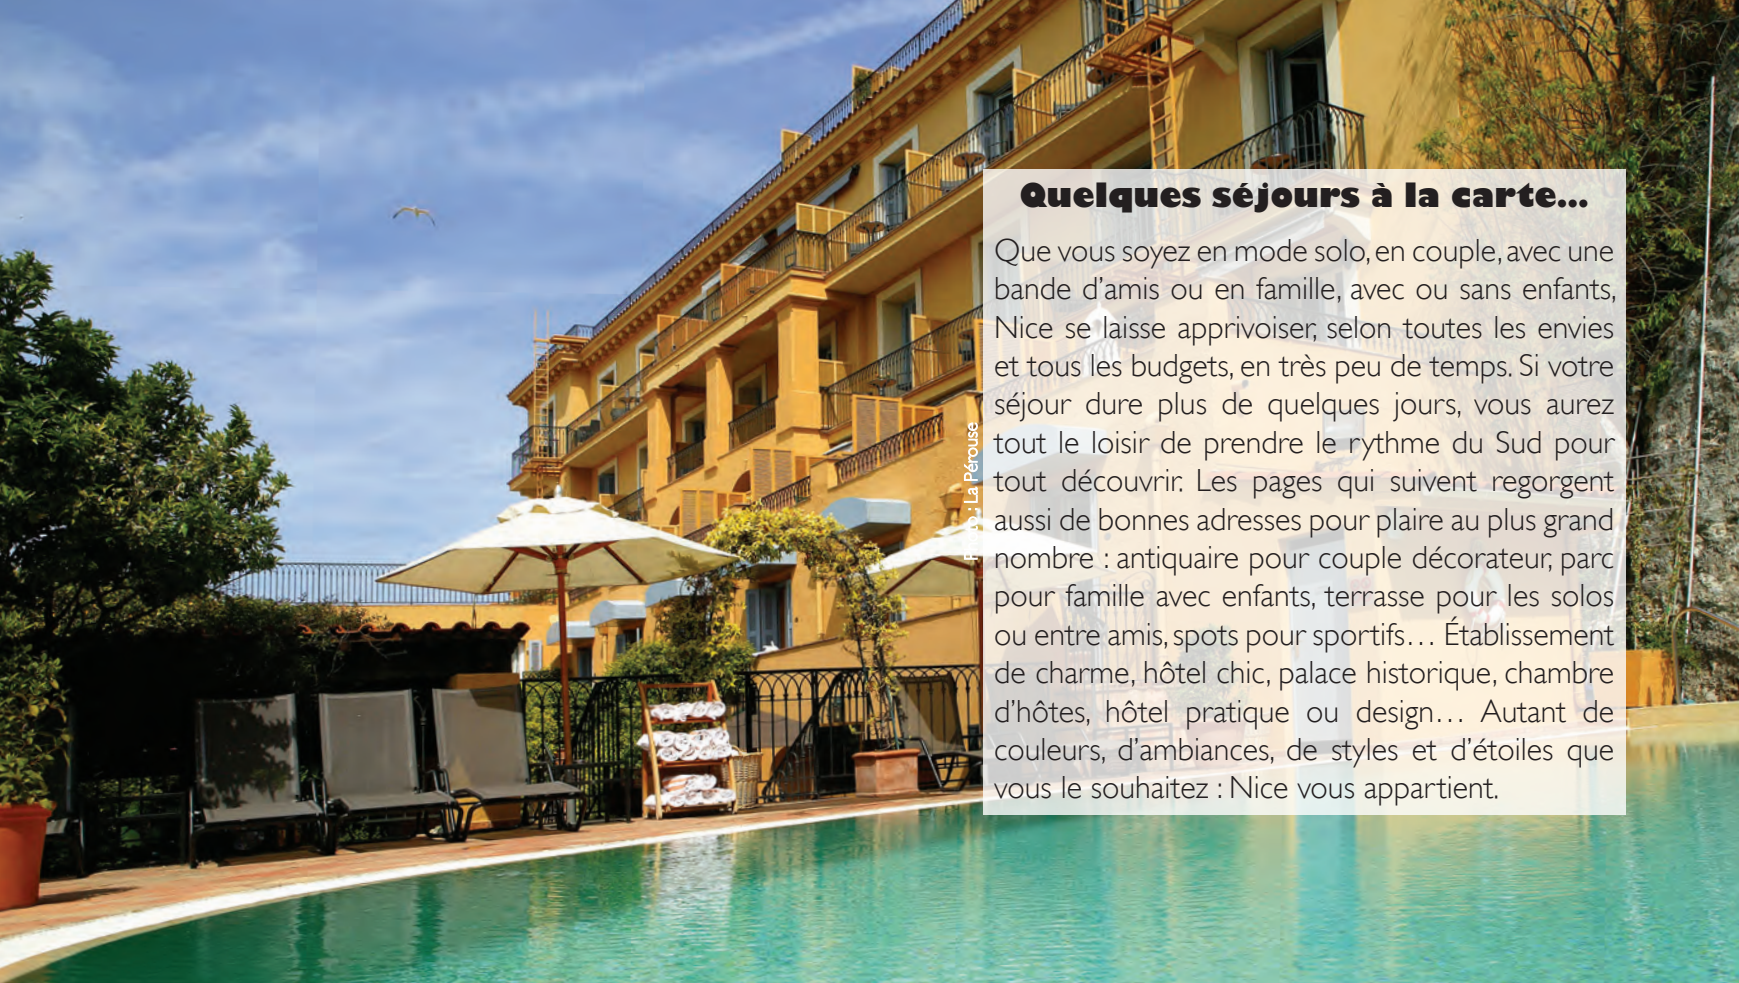 Quelques séjours à la carte...
Que vous soyez en mode solo, en couple, avec une
bande d’amis ou en famille, avec ou sans enfants,
Nice se laisse apprivoiser, selon toutes les envies
et tous les budgets, en très peu de temps. Si votre
séjour dure plus de quelques jours, vous aurez
tout le loisir de prendre le rythme du Sud pour
tout découvrir. Les pages qui suivent regorgent
aussi de bonnes adresses pour plaire au plus grand
nombre : antiquaire pour couple décorateur, parc
pour famille avec enfants, terrasse pour les solos
ou entre amis, spots pour sportifs… Établissement
de charme, hôtel chic, palace historique, chambre
d’hôtes, hôtel pratique ou design… Autant de
couleurs, d’ambiances, de styles et d’étoiles que
vous le souhaitez : Nice vous appartient.
Photo : La Pérouse